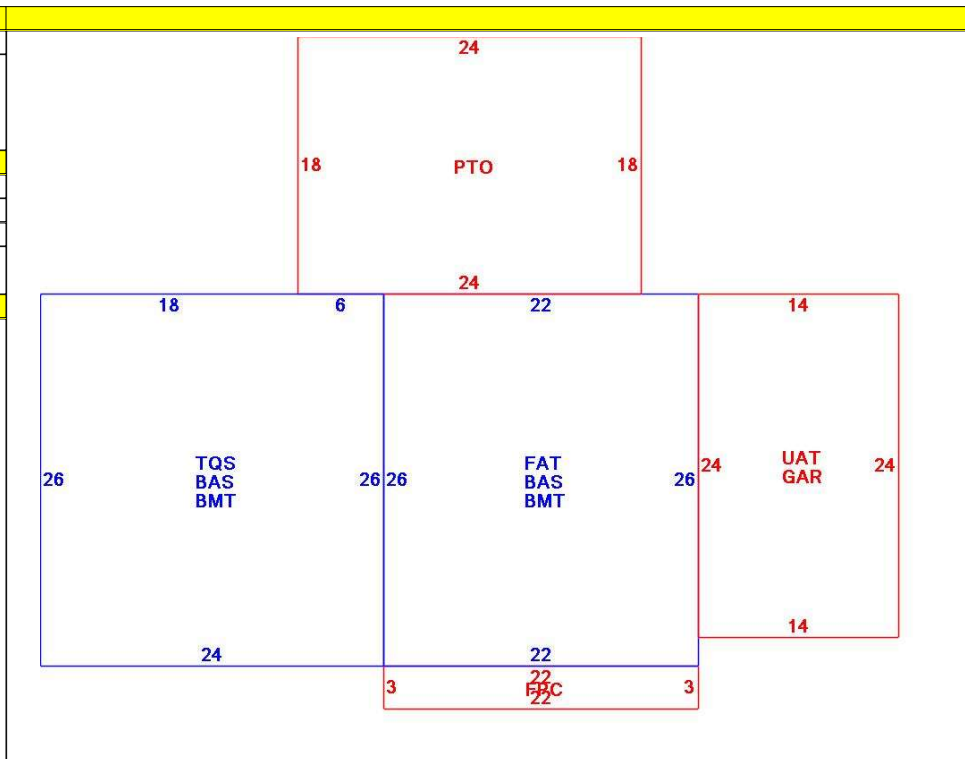 24
18 PTO 18
24
18 6 22 14
26 TQS 26 26 FAT 26 24 UAT 24
BAS BAS GAR
BMT BMT
14
24 22
22
3 FPC 3
22